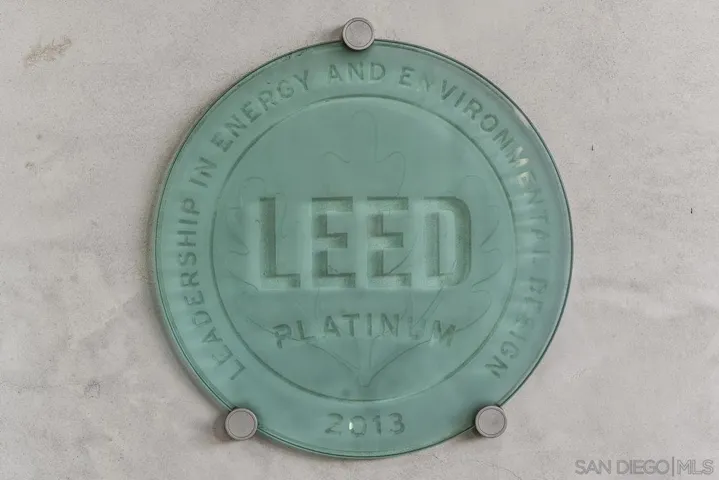 LEADERSHIP IN ENERGY AND ENVIRONMENTAL DESIGN
LEED
PLATINUM
2013
SAN DIEGO|MLS